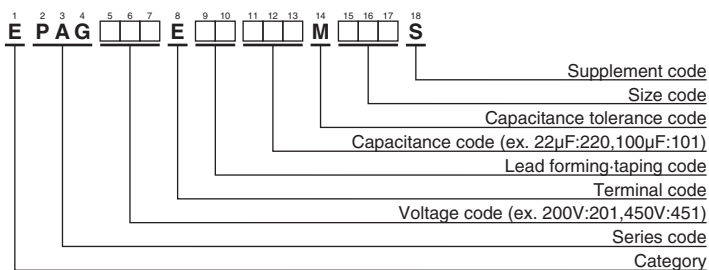 1 2 3 4 5 6 7 8 9 10 11 12 13 14 15 16 17 18
E PAG E M S
Supplement code
Size code
Capacitance tolerance code
Capacitance code (ex. 22μF:220,100μF:101)
Lead forming·taping code
Terminal code
Voltage code (ex. 200V:201,450V:451)
Series code
Category